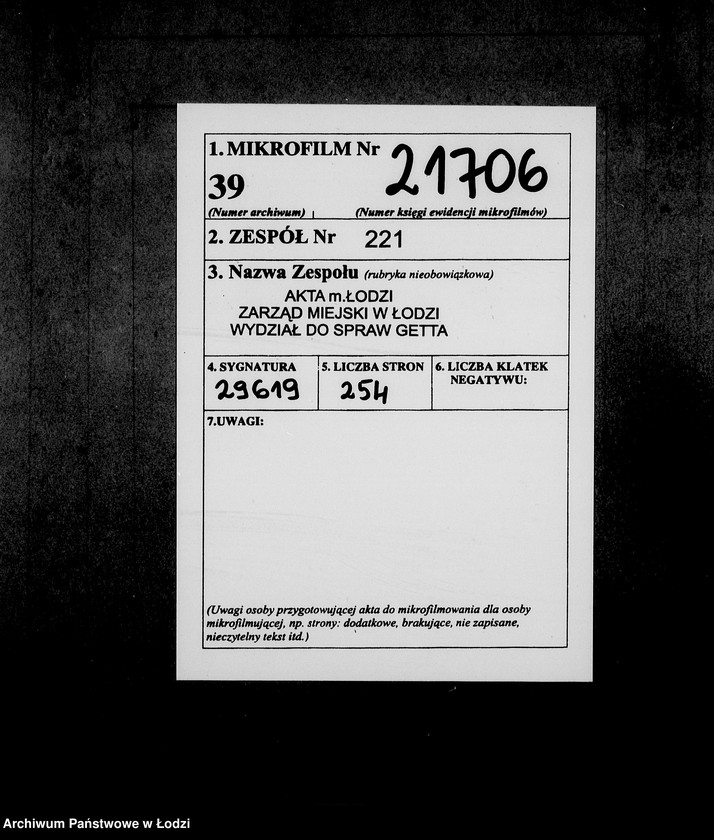 1. MIKROFILM Nr 21706
39
(Numer archiwum) (Numer księgi ewidencji mikrofilmów)
2. ZESPÓŁ Nr 221
3. Nazwa Zespołu (rubryka nieobowiązkowa)
AKTA m.ŁODZI
ZARZĄD MIEJSKI W ŁODZI
WYDZIAŁ DO SPRAW GETTA
4. SYGNATURA 5. LICZBA STRON 6. LICZBA KLATEK
NEGATYWU:
29619 254
7.UWAGI:
(Uwagi osoby przygotowującej akta do mikrofilmowania dla osoby
mikrofilmującej, np. strony: dodatkowe, brakujące, nie zapisane,
nieczytelny tekst itd.)
Archiwum Państwowe w Łodzi